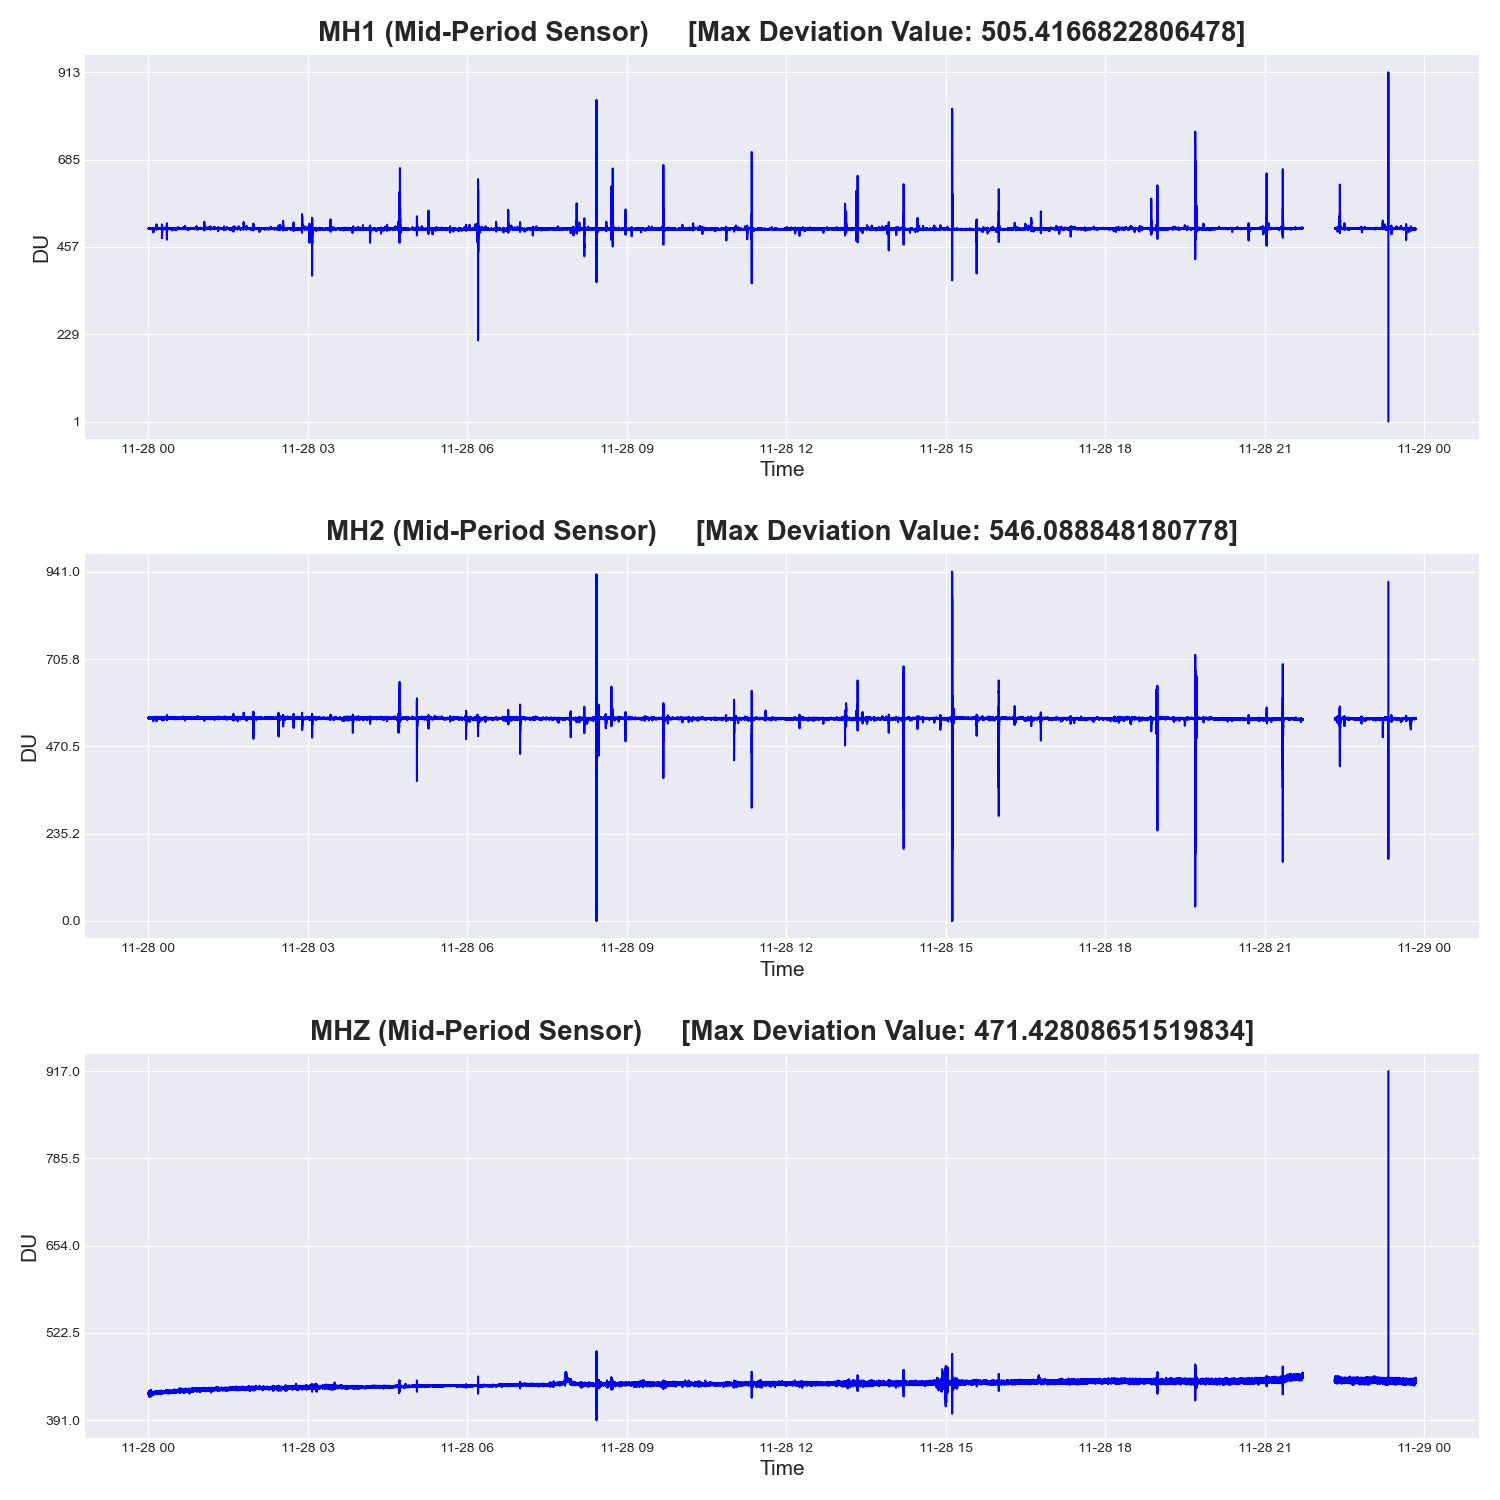 MH1 (Mid-Period Sensor) [Max Deviation Value: 505.4166822806478]
913
685
457
229
1
DU
11-28 00 11-28 03 11-28 06 11-28 09 11-28 12 11-28 15 11-28 18 11-28 21 11-29 00
Time
MH2 (Mid-Period Sensor) [Max Deviation Value: 546.088848180778]
941.0
705.8
470.5
235.2
0.0
DU
11-28 00 11-28 03 11-28 06 11-28 09 11-28 12 11-28 15 11-28 18 11-28 21 11-29 00
Time
MHZ (Mid-Period Sensor) [Max Deviation Value: 471.42808651519834]
917.0
785.5
654.0
522.5
391.0
DU
11-28 00 11-28 03 11-28 06 11-28 09 11-28 12 11-28 15 11-28 18 11-28 21 11-29 00
Time